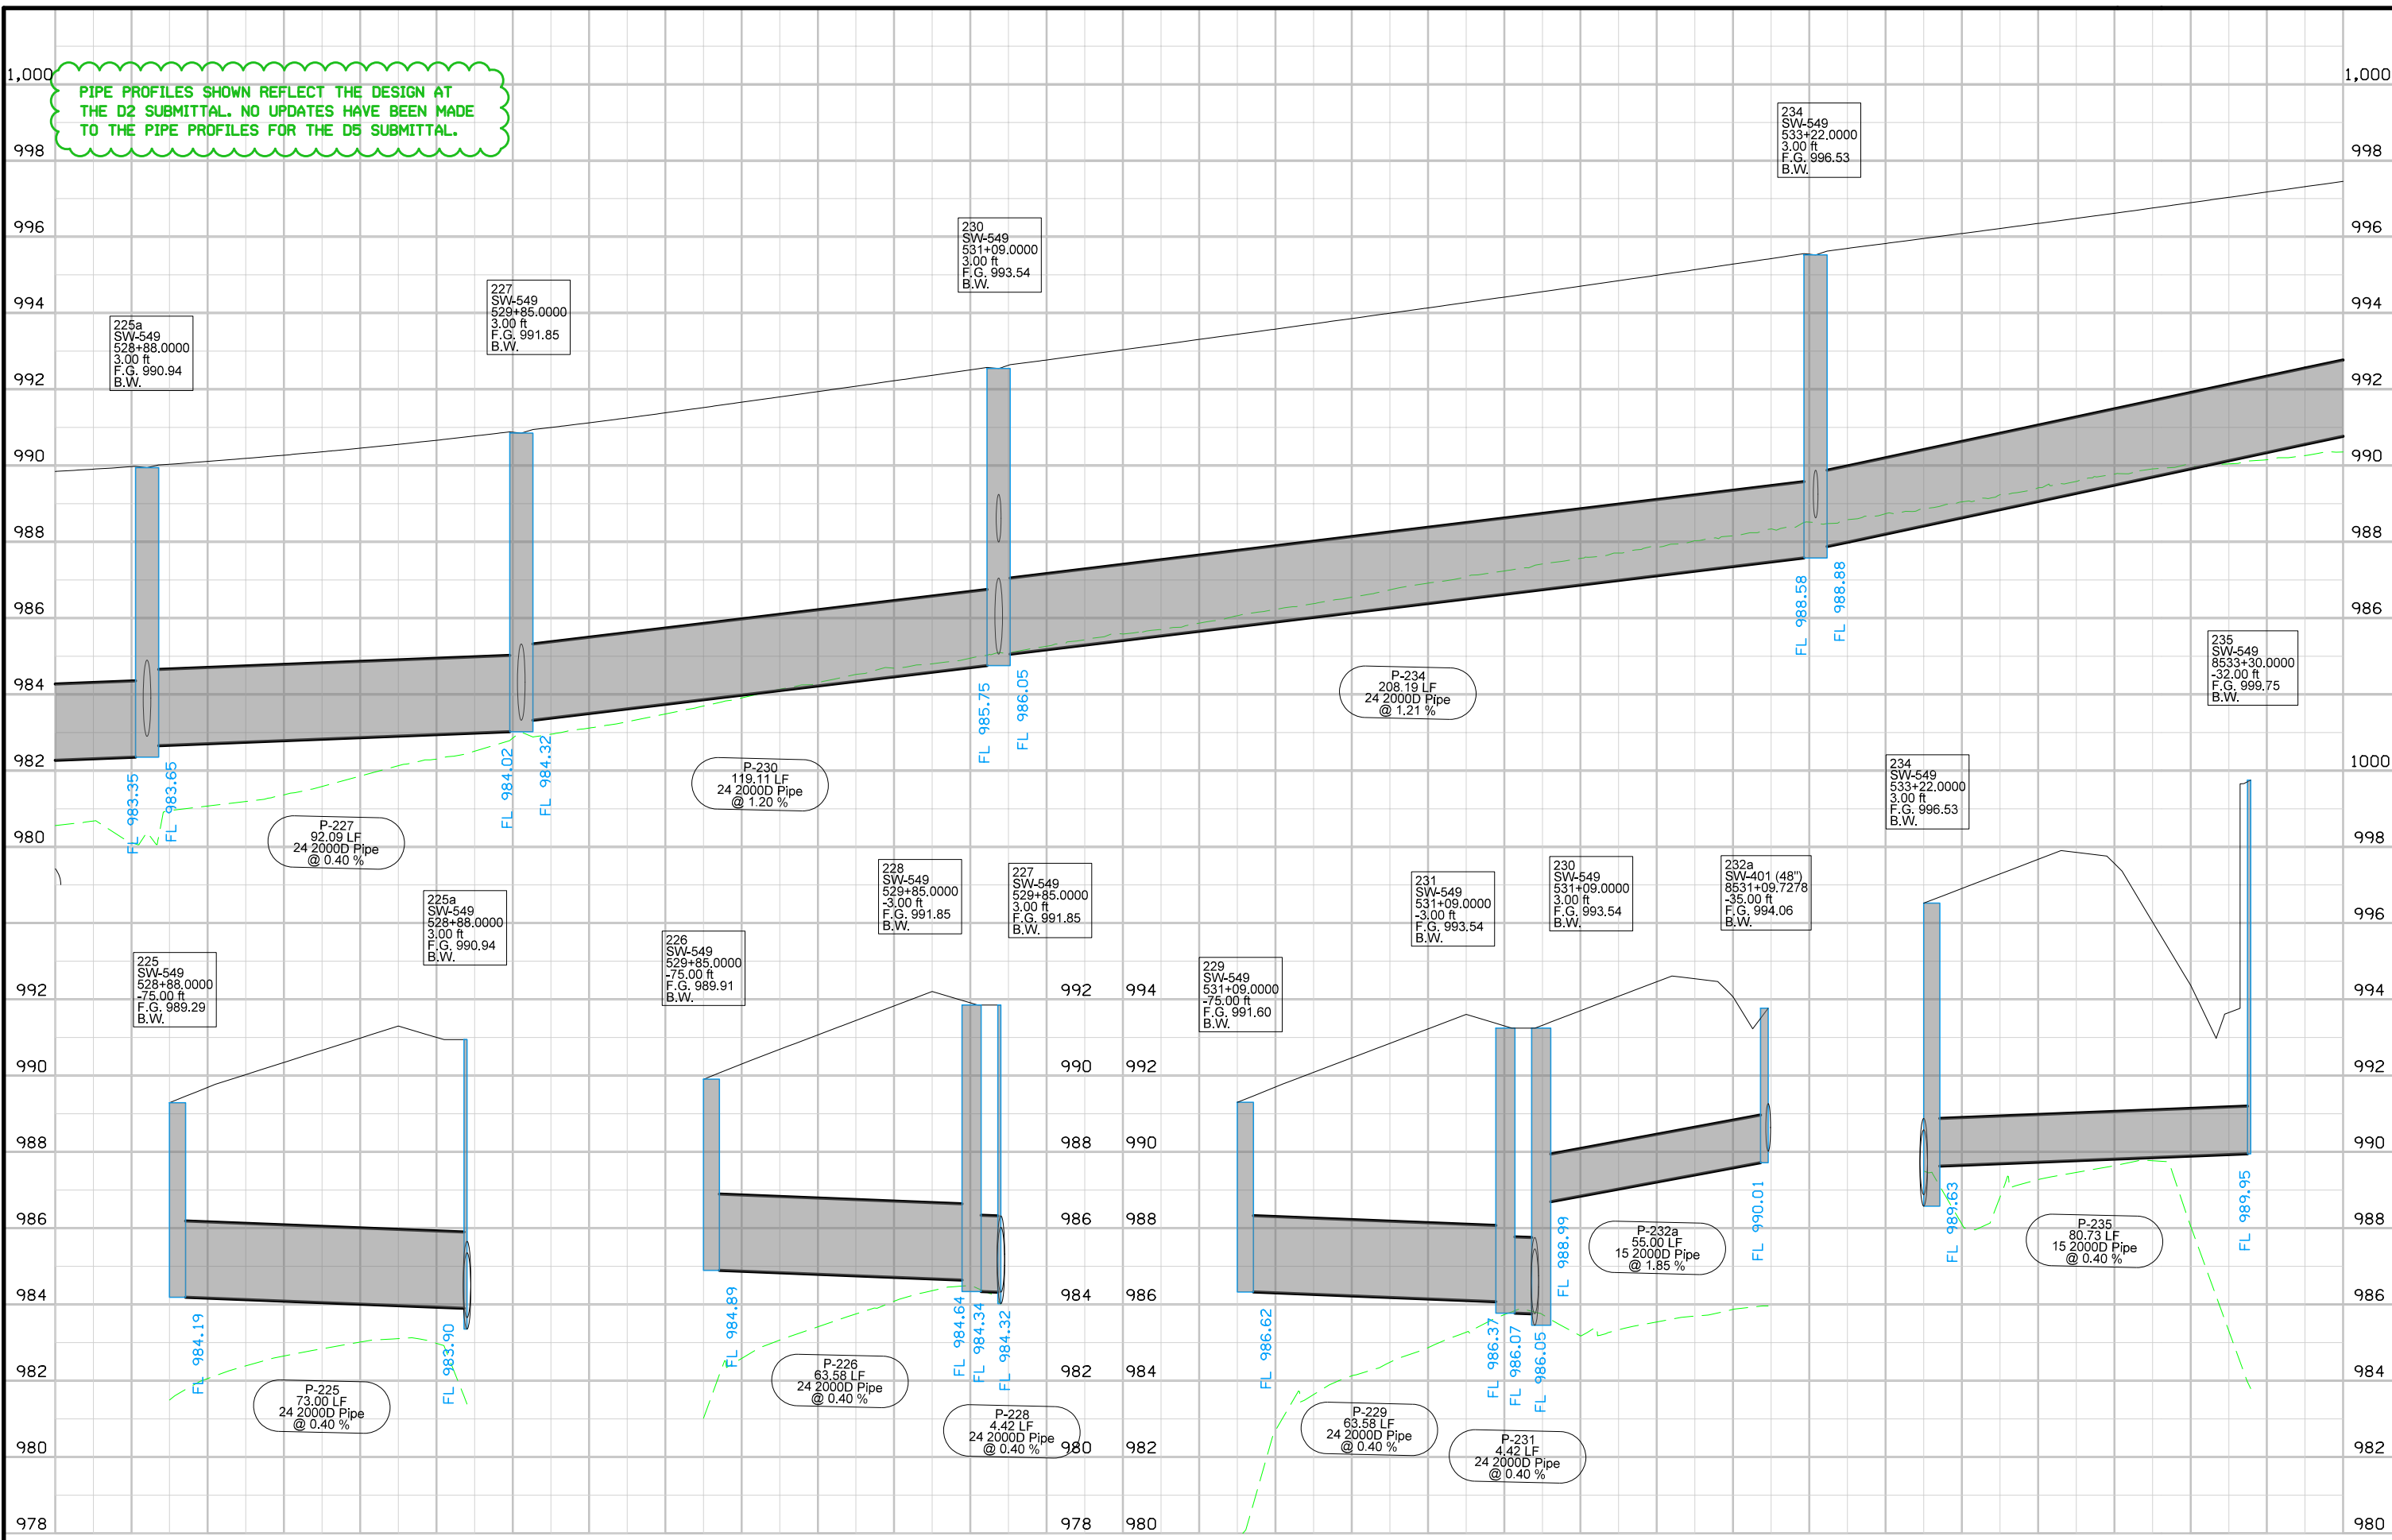 1,000
1,000
PIPE PROFILES SHOWN REFLECT THE DESIGN AT
THE D2 SUBMITTAL. NO UPDATES HAVE BEEN MADE
TO THE PIPE PROFILES FOR THE D5 SUBMITTAL.
234
SW-549
533+22.0000
3.00 ft
F.G. 996.53
B.W.
998
998
230
SW-549
531+09.0000
3.00 ft
F.G. 993.54
B.W.
996
996
227
SW-549
529+85.0000
3.00 ft
F.G. 991.85
B.W.
994
994
225a
SW-549
528+88.0000
3.00 ft
F.G. 990.94
B.W.
992
992
990
990
988
988
986
986
FL 988.58
FL 988.88
235
SW-549
8533+30.0000
-32.00 ft
F.G. 999.75
B.W.
984
P-234
208.19 LF
24 2000D Pipe
@ 1.21 %
FL 985.75
FL 986.05
982
1000
FL 983.35
FL 983.65
FL 984.02
FL 984.32
P-230
119.11 LF
24 2000D Pipe
@ 1.20 %
234
SW-549
533+22.0000
3.00 ft
F.G. 996.53
B.W.
980
998
P-227
92.09 LF
24 2000D Pipe
@ 0.40 %
225a
SW-549
528+88.0000
3.00 ft
F.G. 990.94
B.W.
228
SW-549
529+85.0000
-3.00 ft
F.G. 991.85
B.W.
227
SW-549
529+85.0000
3.00 ft
F.G. 991.85
B.W.
231
SW-549
531+09.0000
-3.00 ft
F.G. 993.54
B.W.
230
SW-549
531+09.0000
3.00 ft
F.G. 993.54
B.W.
232a
SW-401 (48")
8531+09.7278
-35.00 ft
F.G. 994.06
B.W.
996
225
SW-549
528+88.0000
-75.00 ft
F.G. 989.29
B.W.
226
SW-549
529+85.0000
-75.00 ft
F.G. 989.91
B.W.
229
SW-549
531+09.0000
-75.00 ft
F.G. 991.60
B.W.
992
992
994
994
990
990
992
992
988
988
990
990
986
986
988
988
FL 984.19
FL 983.90
FL 984.89
FL 984.64
FL 984.34
FL 984.32
FL 986.62
FL 986.37
FL 986.07
FL 986.05
FL 988.99
FL 990.01
FL 989.63
FL 989.95
P-232a
55.00 LF
15 2000D Pipe
@ 1.85 %
P-235
80.73 LF
15 2000D Pipe
@ 0.40 %
984
984
986
986
982
982
984
984
P-225
73.00 LF
24 2000D Pipe
@ 0.40 %
P-226
63.58 LF
24 2000D Pipe
@ 0.40 %
P-228
4.42 LF
24 2000D Pipe
@ 0.40 %
P-229
63.58 LF
24 2000D Pipe
@ 0.40 %
P-231
4.42 LF
24 2000D Pipe
@ 0.40 %
980
980
982
982
978
978
980
980